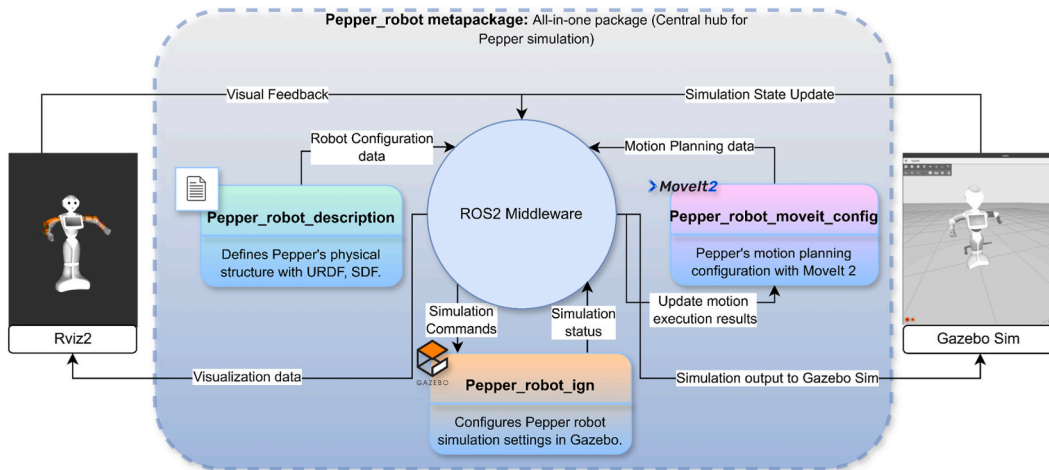 Pepper_robot metapackage: All-in-one package (Central hub for
Pepper simulation)
Visual Feedback
Simulation State Update
Robot Configuration
data
Motion Planning data
MoveIt2
Pepper_robot_description
ROS2 Middleware
Pepper_robot_moveit_config
Defines Pepper's physical
structure with URDF, SDF.
Pepper's motion planning
configuration with MoveIt 2
Simulation
Commands
Simulation
status
Update motion
execution results
Rviz2
Gazebo Sim
GAZEBO
Visualization data
Pepper_robot_ign
Simulation output to Gazebo Sim
Configures Pepper robot
simulation settings in Gazebo.